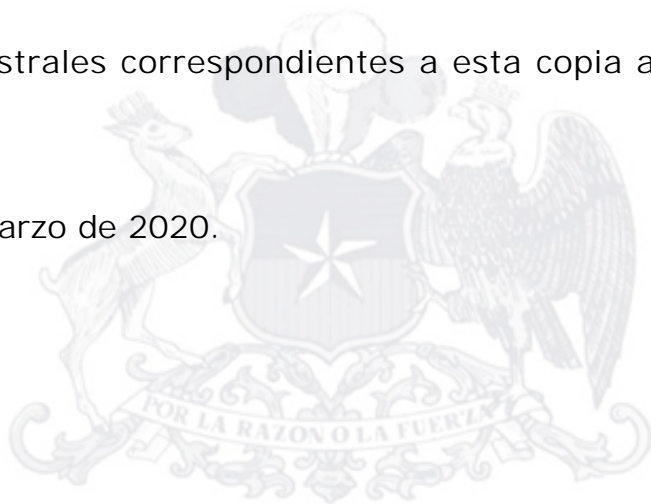 strales correspondientes a esta copia a
arzo de 2020.
POR LA RAZON O LA FUERZA